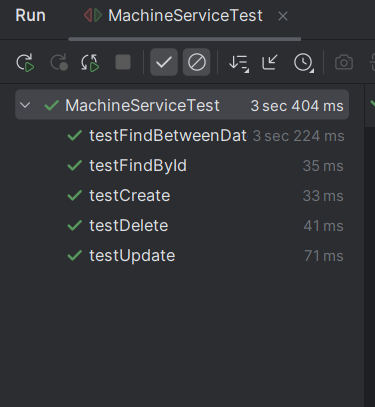 Run MachineServiceTest
MachineServiceTest 3 sec 404 ms
testFindBetweenDat 3 sec 224 ms
testFindById 35 ms
testCreate 33 ms
testDelete 41 ms
testUpdate 71 ms